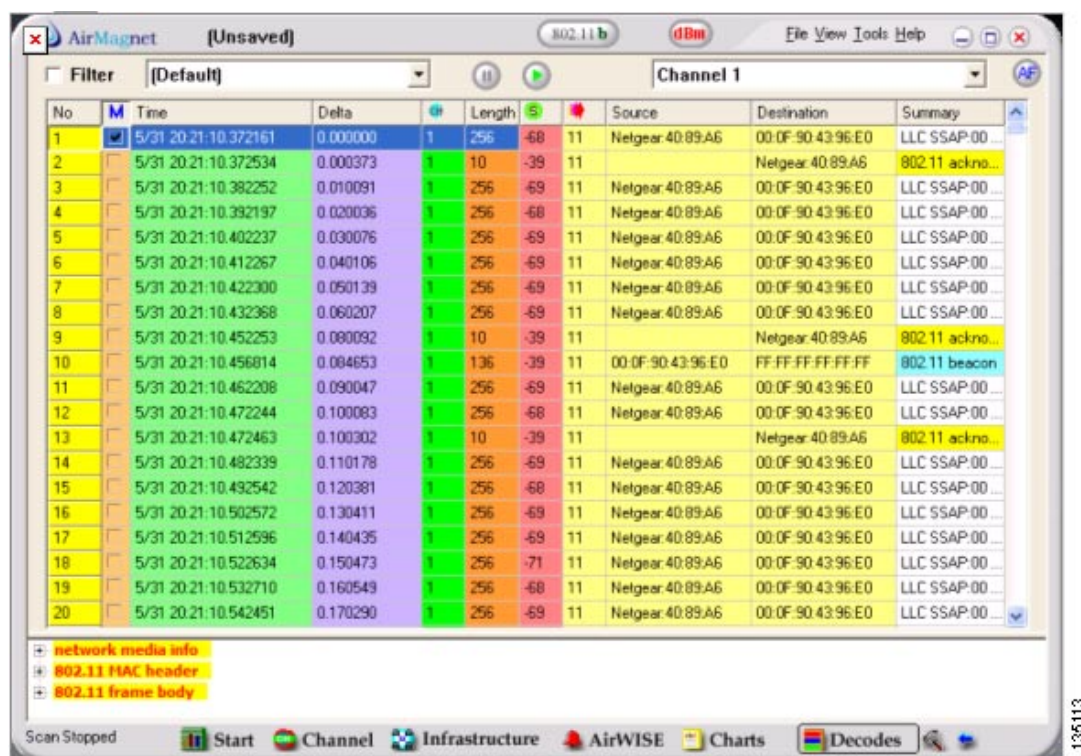 AirMagnet [Unsaved] 802.11b dBm File View Tools Help
Filter [Default] Channel 1 AF
No M Time Delta CH Length S Source Destination Summary
1 5/31 20:21:10.372161 0.000000 1 256 -68 11 Netgear:40:89:A6 00:0F:90:43:96:E0 LLC SSAP:00 ...
2 5/31 20:21:10.372534 0.000373 1 10 -39 11 Netgear:40:89:A6 802.11 ackno...
3 5/31 20:21:10.382252 0.010091 1 256 -69 11 Netgear:40:89:A6 00:0F:90:43:96:E0 LLC SSAP:00 ...
4 5/31 20:21:10.392197 0.020036 1 256 -68 11 Netgear:40:89:A6 00:0F:90:43:96:E0 LLC SSAP:00 ...
5 5/31 20:21:10.402237 0.030076 1 256 -69 11 Netgear:40:89:A6 00:0F:90:43:96:E0 LLC SSAP:00 ...
6 5/31 20:21:10.412267 0.040106 1 256 -69 11 Netgear:40:89:A6 00:0F:90:43:96:E0 LLC SSAP:00 ...
7 5/31 20:21:10.422300 0.050139 1 256 -69 11 Netgear:40:89:A6 00:0F:90:43:96:E0 LLC SSAP:00 ...
8 5/31 20:21:10.432368 0.060207 1 256 -69 11 Netgear:40:89:A6 00:0F:90:43:96:E0 LLC SSAP:00 ...
9 5/31 20:21:10.452253 0.080092 1 10 -39 11 Netgear:40:89:A6 802.11 ackno...
10 5/31 20:21:10.456814 0.084653 1 136 -39 11 00:0F:90:43:96:E0 FF:FF:FF:FF:FF:FF 802.11 beacon
11 5/31 20:21:10.462208 0.090047 1 256 -69 11 Netgear:40:89:A6 00:0F:90:43:96:E0 LLC SSAP:00 ...
12 5/31 20:21:10.472244 0.100083 1 256 -68 11 Netgear:40:89:A6 00:0F:90:43:96:E0 LLC SSAP:00 ...
13 5/31 20:21:10.472463 0.100302 1 10 -39 11 Netgear:40:89:A6 802.11 ackno...
14 5/31 20:21:10.482339 0.110178 1 256 -69 11 Netgear:40:89:A6 00:0F:90:43:96:E0 LLC SSAP:00 ...
15 5/31 20:21:10.492542 0.120381 1 256 -68 11 Netgear:40:89:A6 00:0F:90:43:96:E0 LLC SSAP:00 ...
16 5/31 20:21:10.502572 0.130411 1 256 -69 11 Netgear:40:89:A6 00:0F:90:43:96:E0 LLC SSAP:00 ...
17 5/31 20:21:10.512596 0.140435 1 256 -69 11 Netgear:40:89:A6 00:0F:90:43:96:E0 LLC SSAP:00 ...
18 5/31 20:21:10.522634 0.150473 1 256 -71 11 Netgear:40:89:A6 00:0F:90:43:96:E0 LLC SSAP:00 ...
19 5/31 20:21:10.532710 0.160549 1 256 -68 11 Netgear:40:89:A6 00:0F:90:43:96:E0 LLC SSAP:00 ...
20 5/31 20:21:10.542451 0.170290 1 256 -69 11 Netgear:40:89:A6 00:0F:90:43:96:E0 LLC SSAP:00 ...
network media info
802.11 MAC header
802.11 frame body
Scan Stopped Start Channel Infrastructure AirWISE Charts Decodes
365113